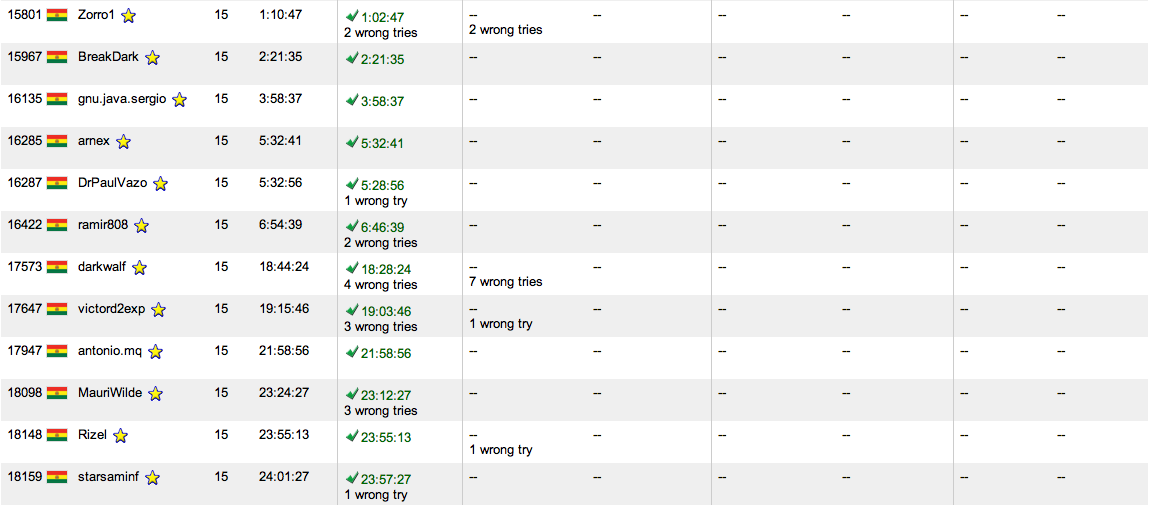 15801 Zorro1 15 1:10:47 1:02:47 -- -- -- -- -- --
2 wrong tries 2 wrong tries
15967 BreakDark 15 2:21:35 2:21:35 -- -- -- -- -- --
16135 gnu.java.sergio 15 3:58:37 3:58:37 -- -- -- -- -- --
16285 arnex 15 5:32:41 5:32:41 -- -- -- -- -- --
16287 DrPaulVazo 15 5:32:56 5:28:56 -- -- -- -- -- --
1 wrong try
16422 ramir808 15 6:54:39 6:46:39 -- -- -- -- -- --
2 wrong tries
17573 darkwalf 15 18:44:24 18:28:24 -- -- -- -- -- --
4 wrong tries 7 wrong tries
17647 victord2exp 15 19:15:46 19:03:46 -- -- -- -- -- --
3 wrong tries 1 wrong try
17947 antonio.mq 15 21:58:56 21:58:56 -- -- -- -- -- --
18098 MauriWilde 15 23:24:27 23:12:27 -- -- -- -- -- --
3 wrong tries
18148 Rizel 15 23:55:13 23:55:13 -- -- -- -- -- --
1 wrong try
18159 starsaminf 15 24:01:27 23:57:27 -- -- -- -- -- --
1 wrong try